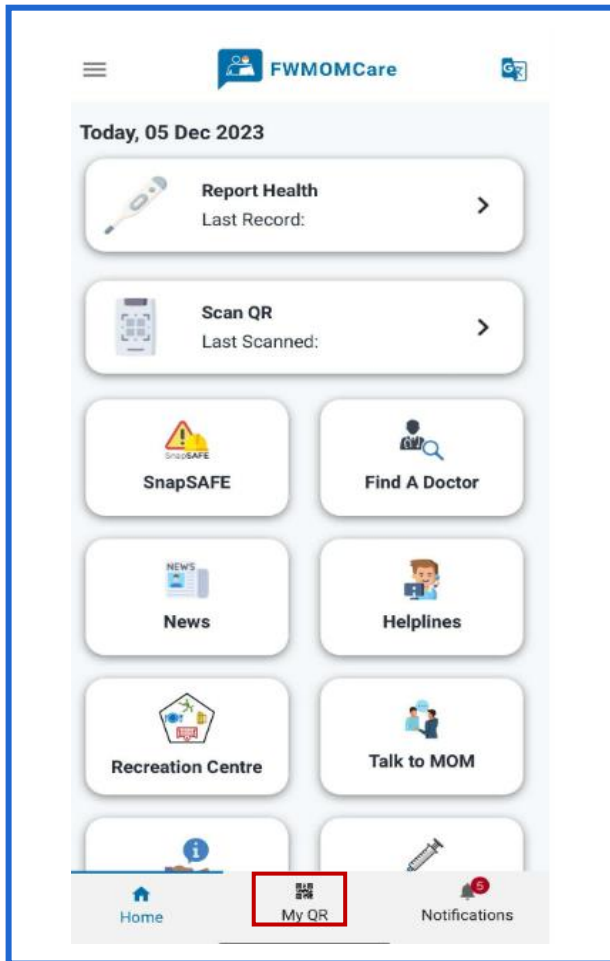 FWMOMCare
Today, 05 Dec 2023
Report Health
Last Record:
Scan QR
Last Scanned:
SnapSAFE
SnapSAFE
Find A Doctor
NEWS
News
Helplines
Recreation Centre
Talk to MOM
Home
My QR
5
Notifications